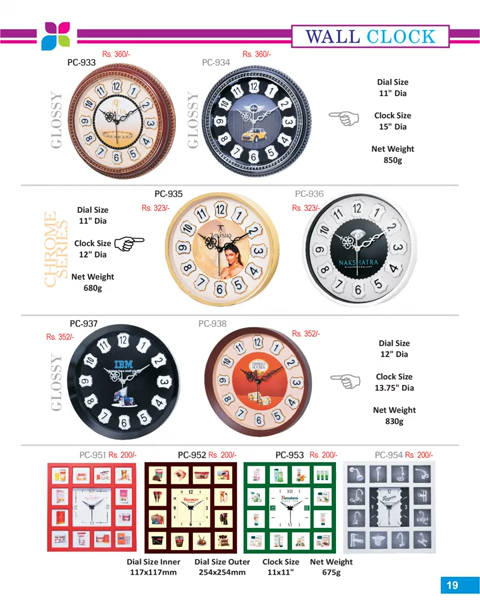 WALL CLOCK
Rs. 360/-
PC-933
Rs. 360/-
PC-934
GLOSSY
GLOSSY
Dial Size
11" Dia
Clock Size
15" Dia
Net Weight
850g
PC-935
Rs. 323/-
PC-936
Rs. 323/-
CHROME
SERIES
Dial Size
11" Dia
Clock Size
12" Dia
Net Weight
680g
NAKSHATRA
PC-937
Rs. 352/-
PC-938
Rs. 352/-
GLOSSY
IBM
Dial Size
12" Dia
Clock Size
13.75" Dia
Net Weight
830g
PC-951 Rs. 200/-
PC-952 Rs. 200/-
PC-953 Rs. 200/-
PC-954 Rs. 200/-
Dial Size Inner Dial Size Outer Clock Size Net Weight
117x117mm 254x254mm 11x11" 675g
19